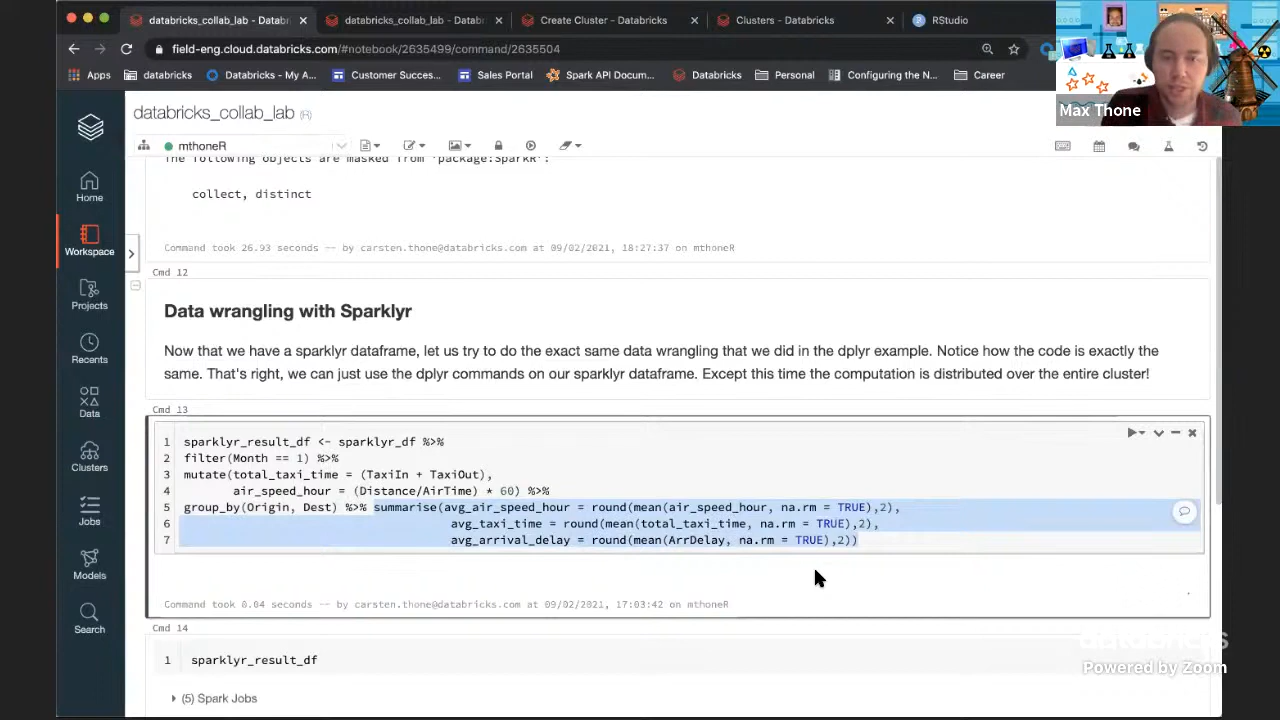 databricks_collab_lab - Databri
databricks_collab_lab - Databri
Create Cluster - Databricks
Clusters - Databricks
RStudio
field-eng.cloud.databricks.com/#notebook/2635499/command/2635504
Apps
databricks
Databricks - My A...
Customer Succes...
Sales Portal
Spark API Docum...
Databricks
Personal
Configuring the N...
Career
Max Thone
databricks_collab_lab (R)
mthoneR
Home
Workspace
Projects
Recents
Data
Clusters
Jobs
Models
Search
The following objects are masked from 'package:SparkR':
collect, distinct
Command took 26.93 seconds -- by carsten.thone@databricks.com at 09/02/2021, 18:27:37 on mthoneR
Cmd 12
Data wrangling with Sparklyr
Now that we have a sparklyr dataframe, let us try to do the exact same data wrangling that we did in the dplyr example. Notice how the code is exactly the
same. That's right, we can just use the dplyr commands on our sparklyr dataframe. Except this time the computation is distributed over the entire cluster!
Cmd 13
1 sparklyr_result_df <- sparklyr_df %>%
2 filter(Month == 1) %>%
3 mutate(total_taxi_time = (TaxiIn + TaxiOut),
4 air_speed_hour = (Distance/AirTime) * 60) %>%
5 group_by(Origin, Dest) %>% summarise(avg_air_speed_hour = round(mean(air_speed_hour, na.rm = TRUE),2),
6 avg_taxi_time = round(mean(total_taxi_time, na.rm = TRUE),2),
7 avg_arrival_delay = round(mean(ArrDelay, na.rm = TRUE),2))
Command took 0.04 seconds -- by carsten.thone@databricks.com at 09/02/2021, 17:03:42 on mthoneR
Cmd 14
1 sparklyr_result_df
(5) Spark Jobs
databricks
Powered by Zoom